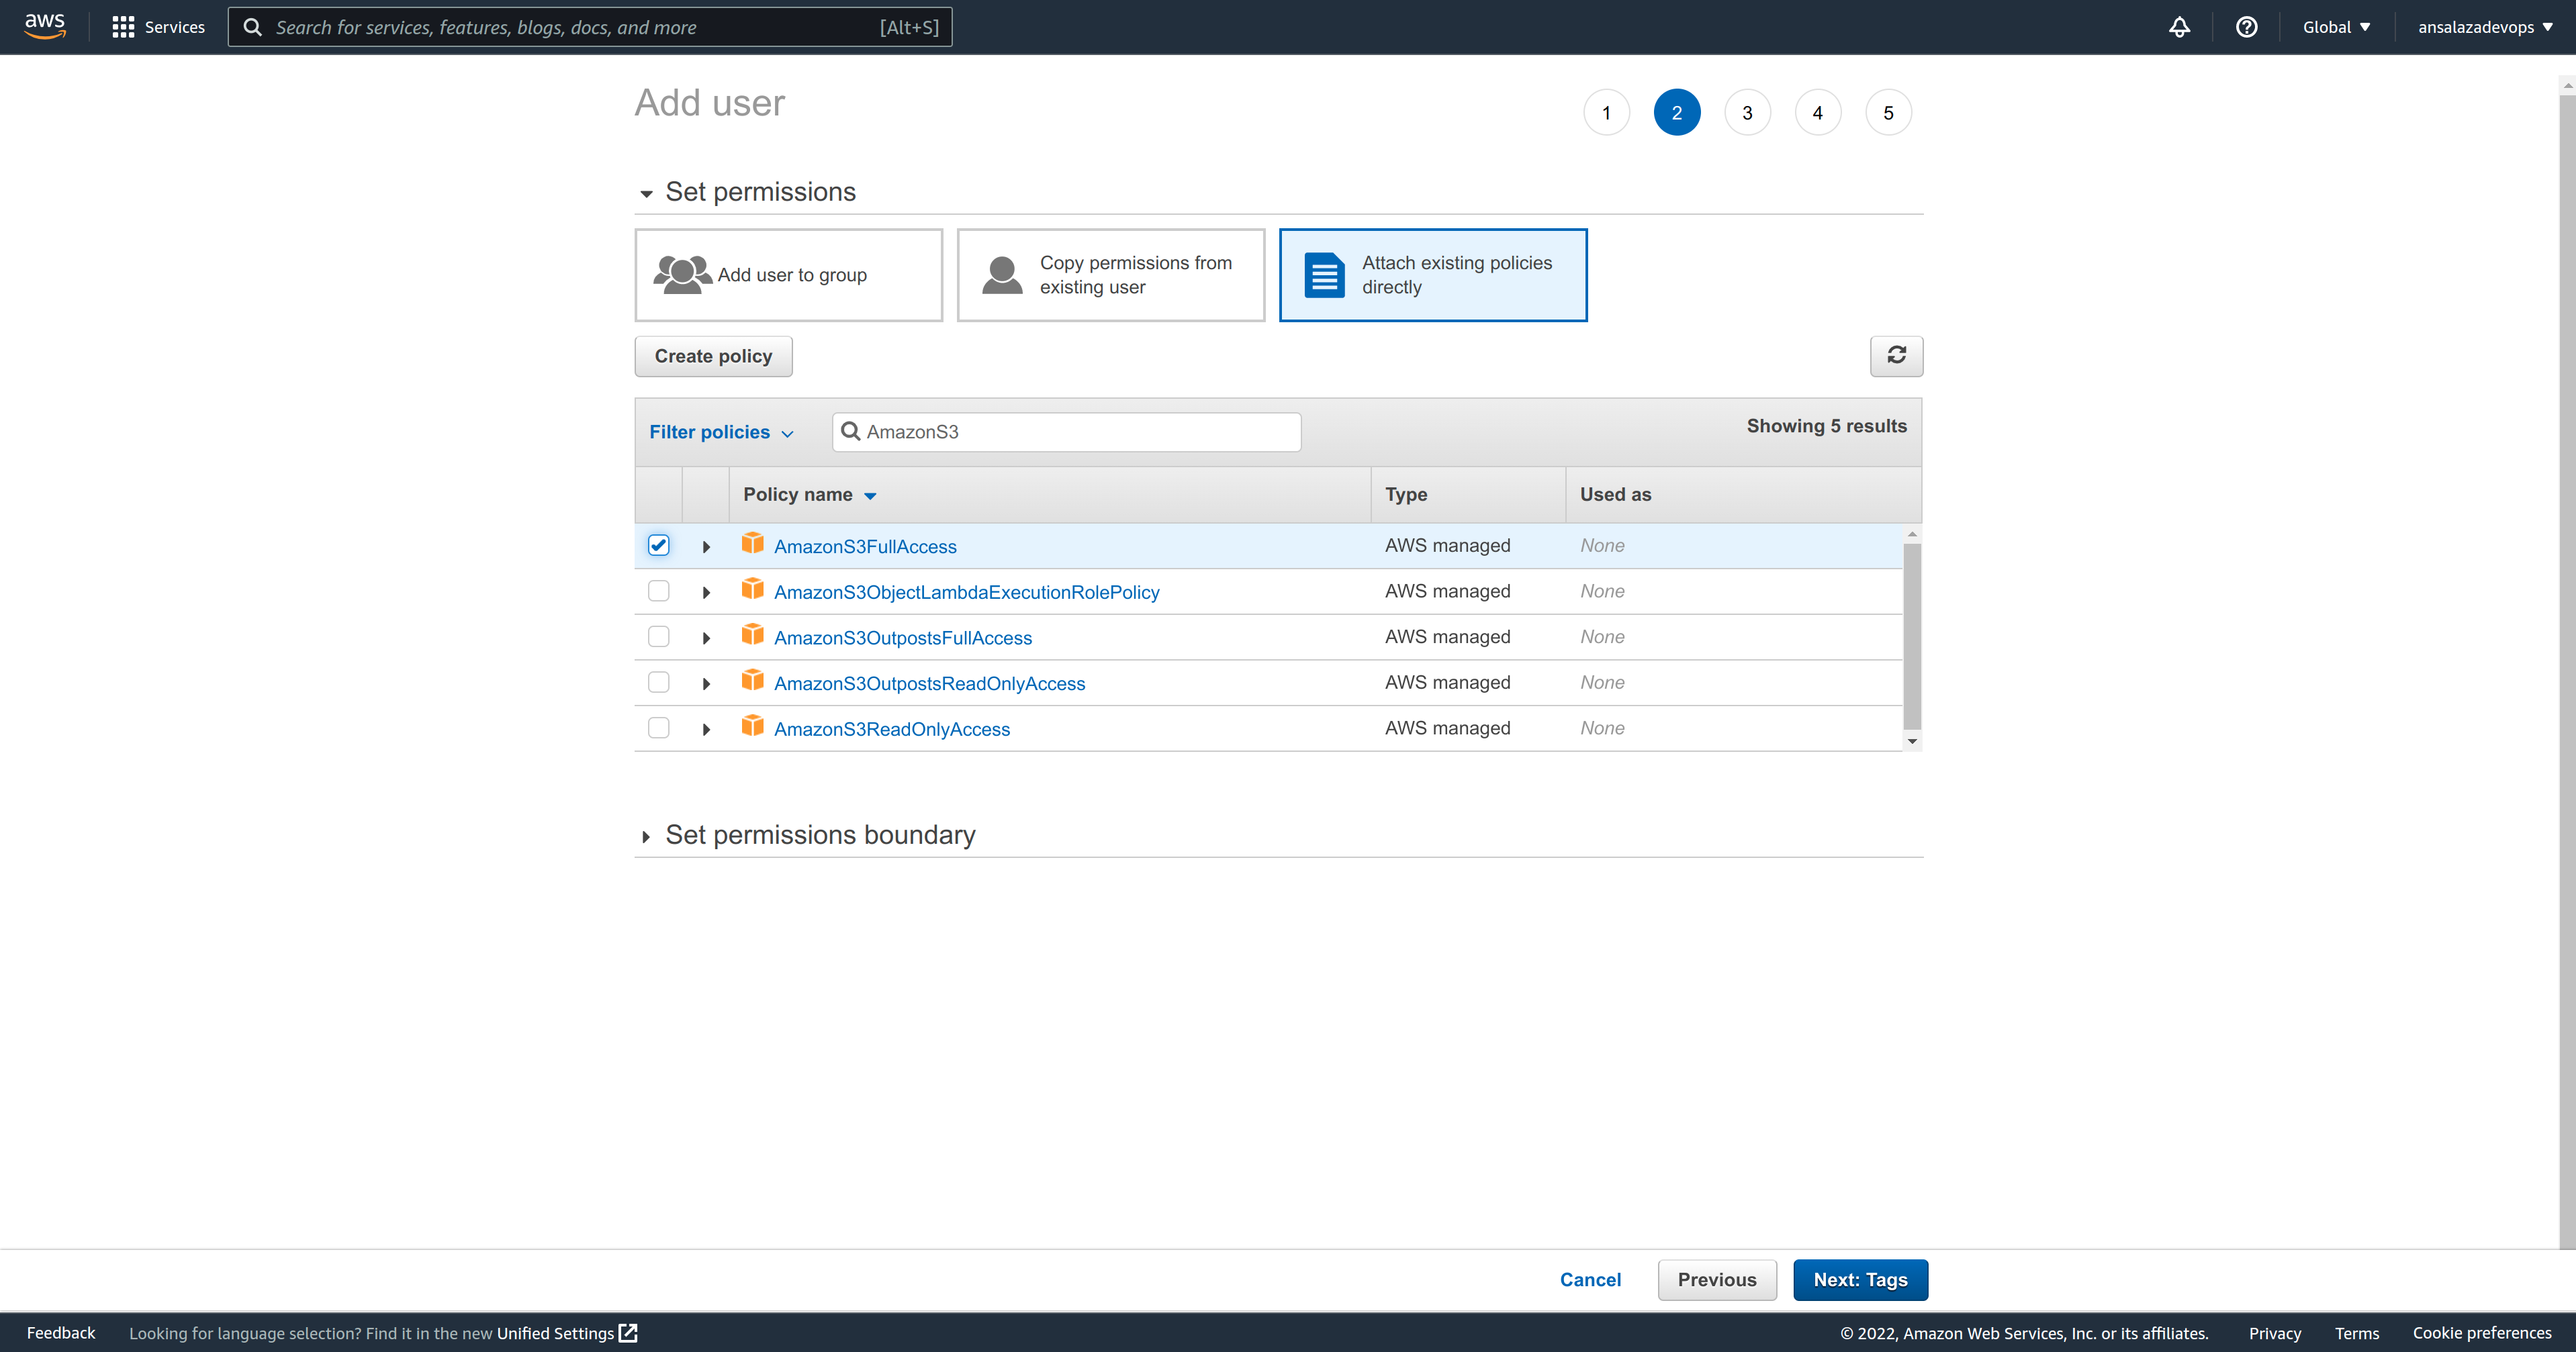 aws
Services
Search for services, features, blogs, docs, and more
[Alt+S]
Global
ansalazadevops
Add user
1
2
3
4
5
Set permissions
Add user to group
Copy permissions from
existing user
Attach existing policies
directly
Create policy
Filter policies
AmazonS3
Showing 5 results
Policy name
Type
Used as
AmazonS3FullAccess
AWS managed
None
AmazonS3ObjectLambdaExecutionRolePolicy
AWS managed
None
AmazonS3OutpostsFullAccess
AWS managed
None
AmazonS3OutpostsReadOnlyAccess
AWS managed
None
AmazonS3ReadOnlyAccess
AWS managed
None
Set permissions boundary
Cancel
Previous
Next: Tags
Feedback
Looking for language selection? Find it in the new Unified Settings
© 2022, Amazon Web Services, Inc. or its affiliates.
Privacy
Terms
Cookie preferences